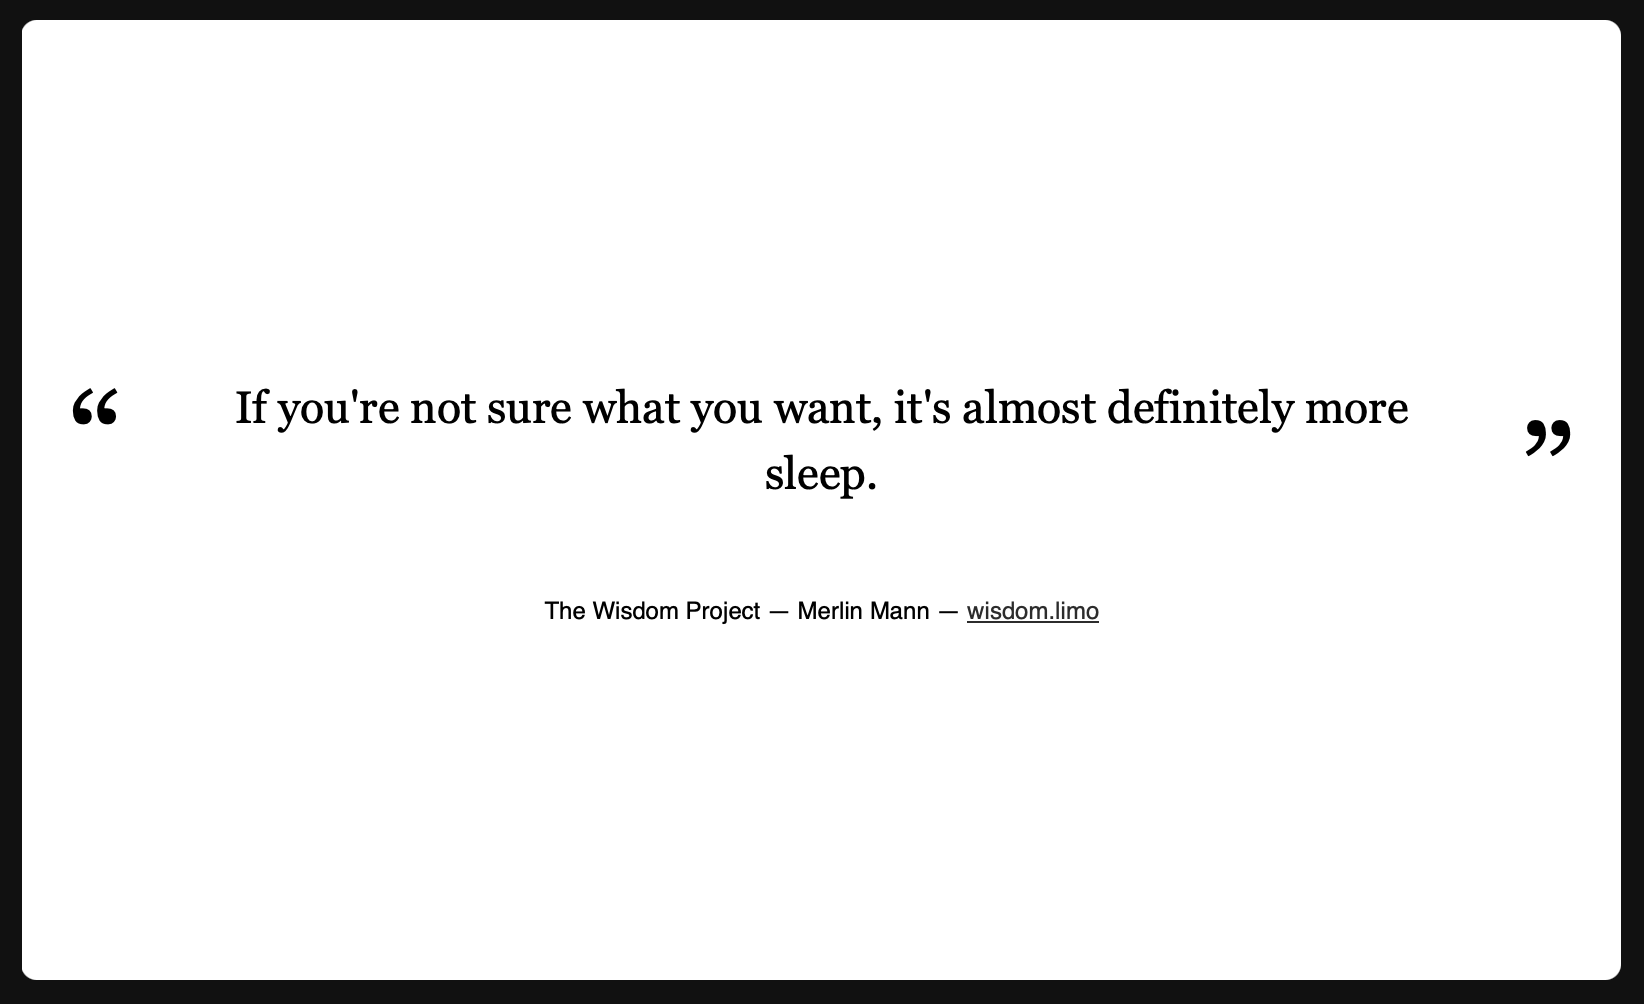 “ If you're not sure what you want, it's almost definitely more
sleep. ”
The Wisdom Project — Merlin Mann — wisdom.limo